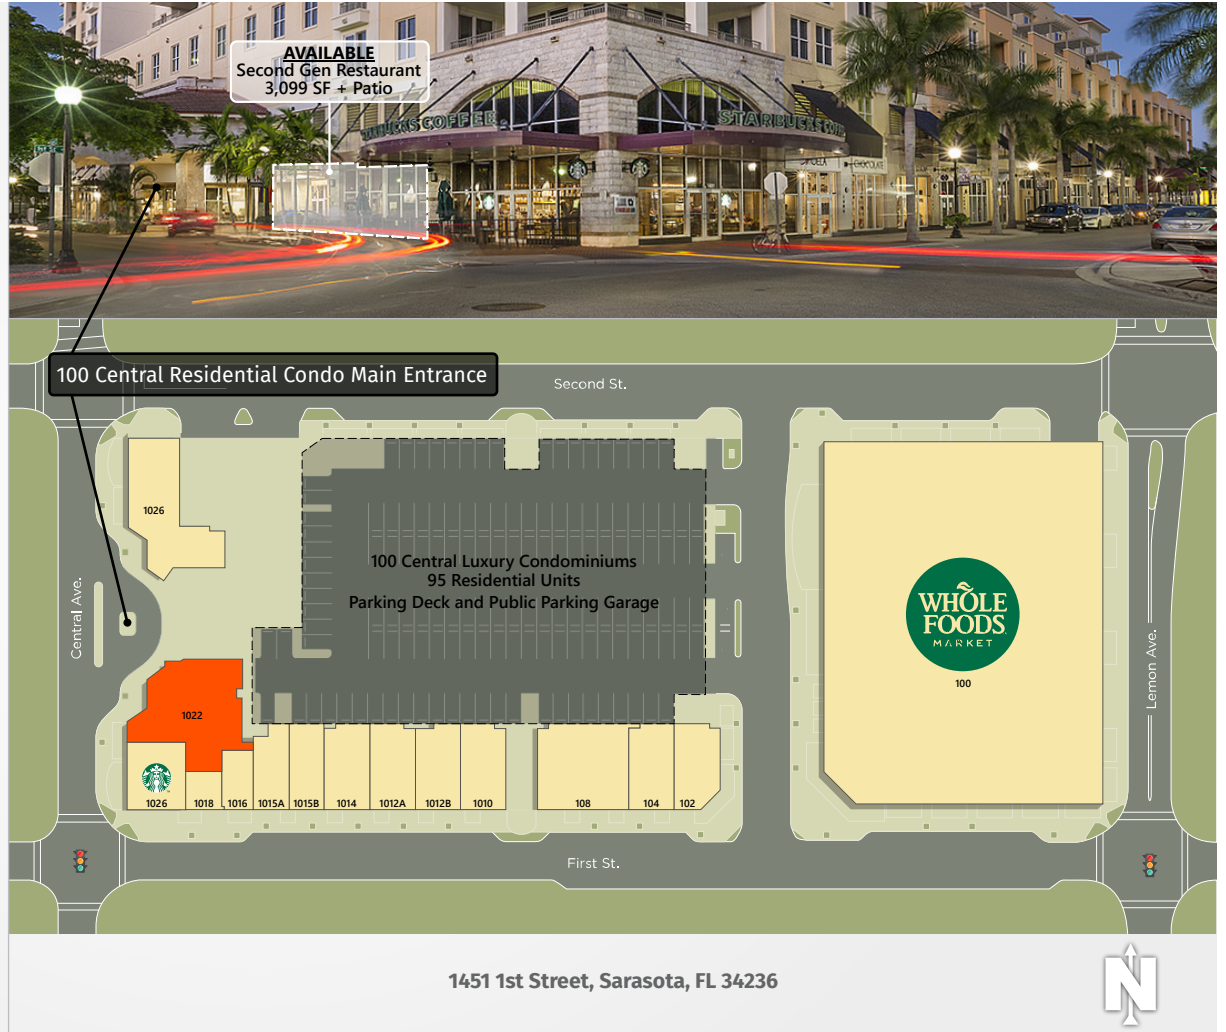 AVAILABLE
Second Gen Restaurant
3,099 SF + Patio
STARBUCKS COFFEE
STARBUCKS
CHOCOLATE
100 Central Residential Condo Main Entrance
Second St.
1026
100 Central Luxury Condominiums
95 Residential Units
Parking Deck and Public Parking Garage
Central Ave.
WHOLE
FOODS
MARKET
100
Lemon Ave.
1022
1026
1018
1016
1015A
1015B
1014
1012A
1012B
1010
108
104
102
First St.
1451 1st Street, Sarasota, FL 34236
N